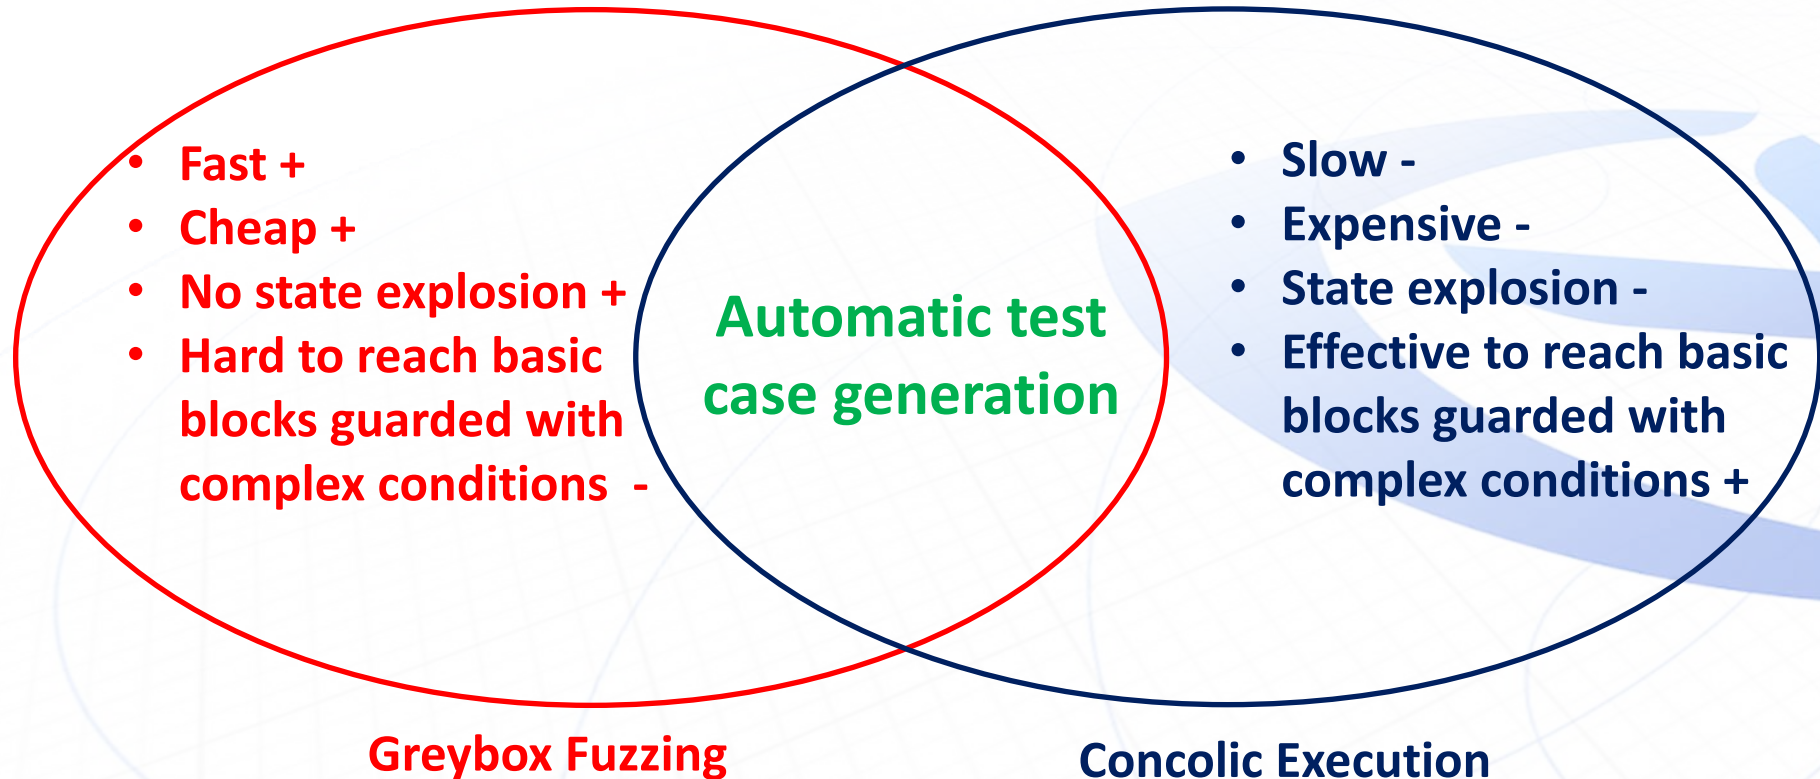 • Fast +
• Cheap +
• No state explosion +
• Hard to reach basic
blocks guarded with
complex conditions -
Automatic test
case generation
• Slow -
• Expensive -
• State explosion -
• Effective to reach basic
blocks guarded with
complex conditions +
Greybox Fuzzing
Concolic Execution